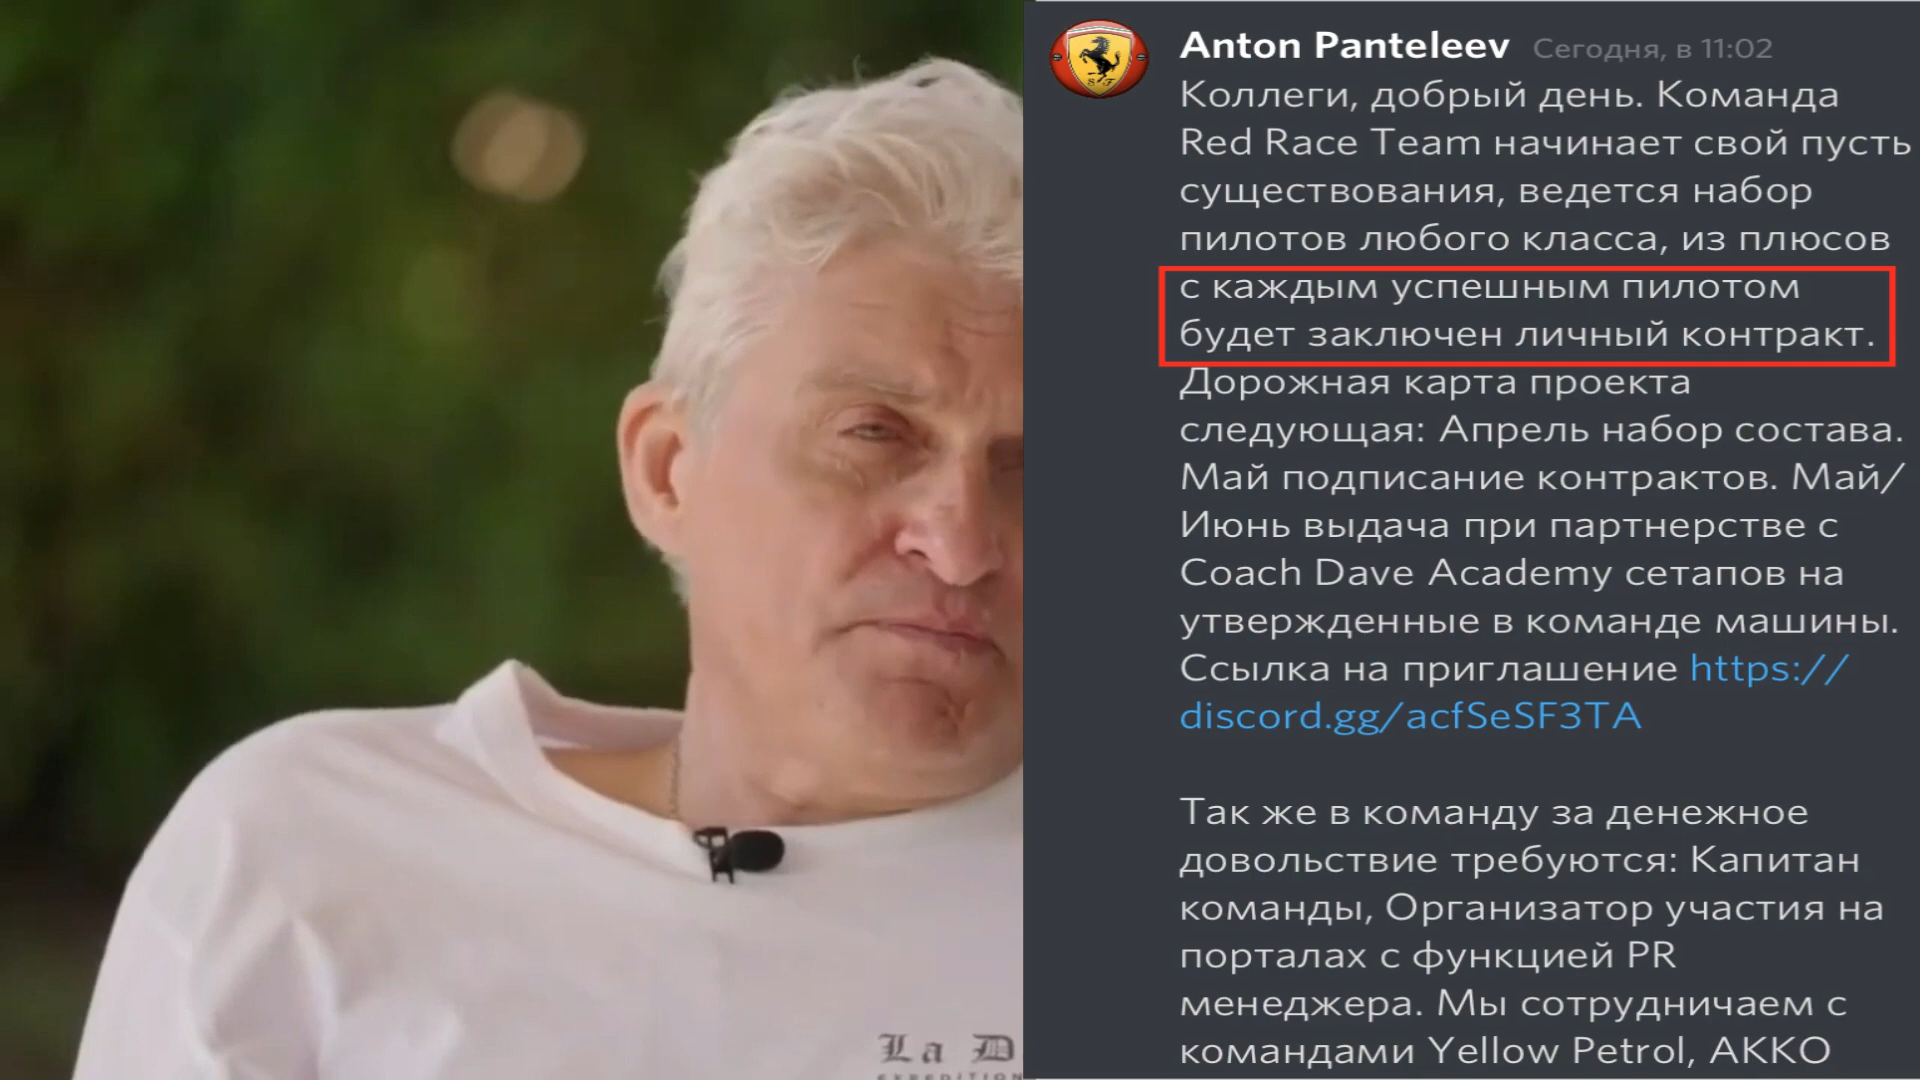 Anton Panteleev Сегодня, в 11:02
Коллеги, добрый день. Команда
Red Race Team начинает свой пусть
существования, ведется набор
пилотов любого класса, из плюсов
с каждым успешным пилотом
будет заключен личный контракт.
Дорожная карта проекта
следующая: Апрель набор состава.
Май подписание контрактов. Май/
Июнь выдача при партнерстве с
Coach Dave Academy сетапов на
утвержденные в команде машины.
Ссылка на приглашение https://
discord.gg/acfSeSF3TA
Так же в команду за денежное
довольствие требуются: Капитан
команды, Организатор участия на
порталах с функцией PR
менеджера. Мы сотрудничаем с
командами Yellow Petrol, АККО
S F
La D
EXPEDITION